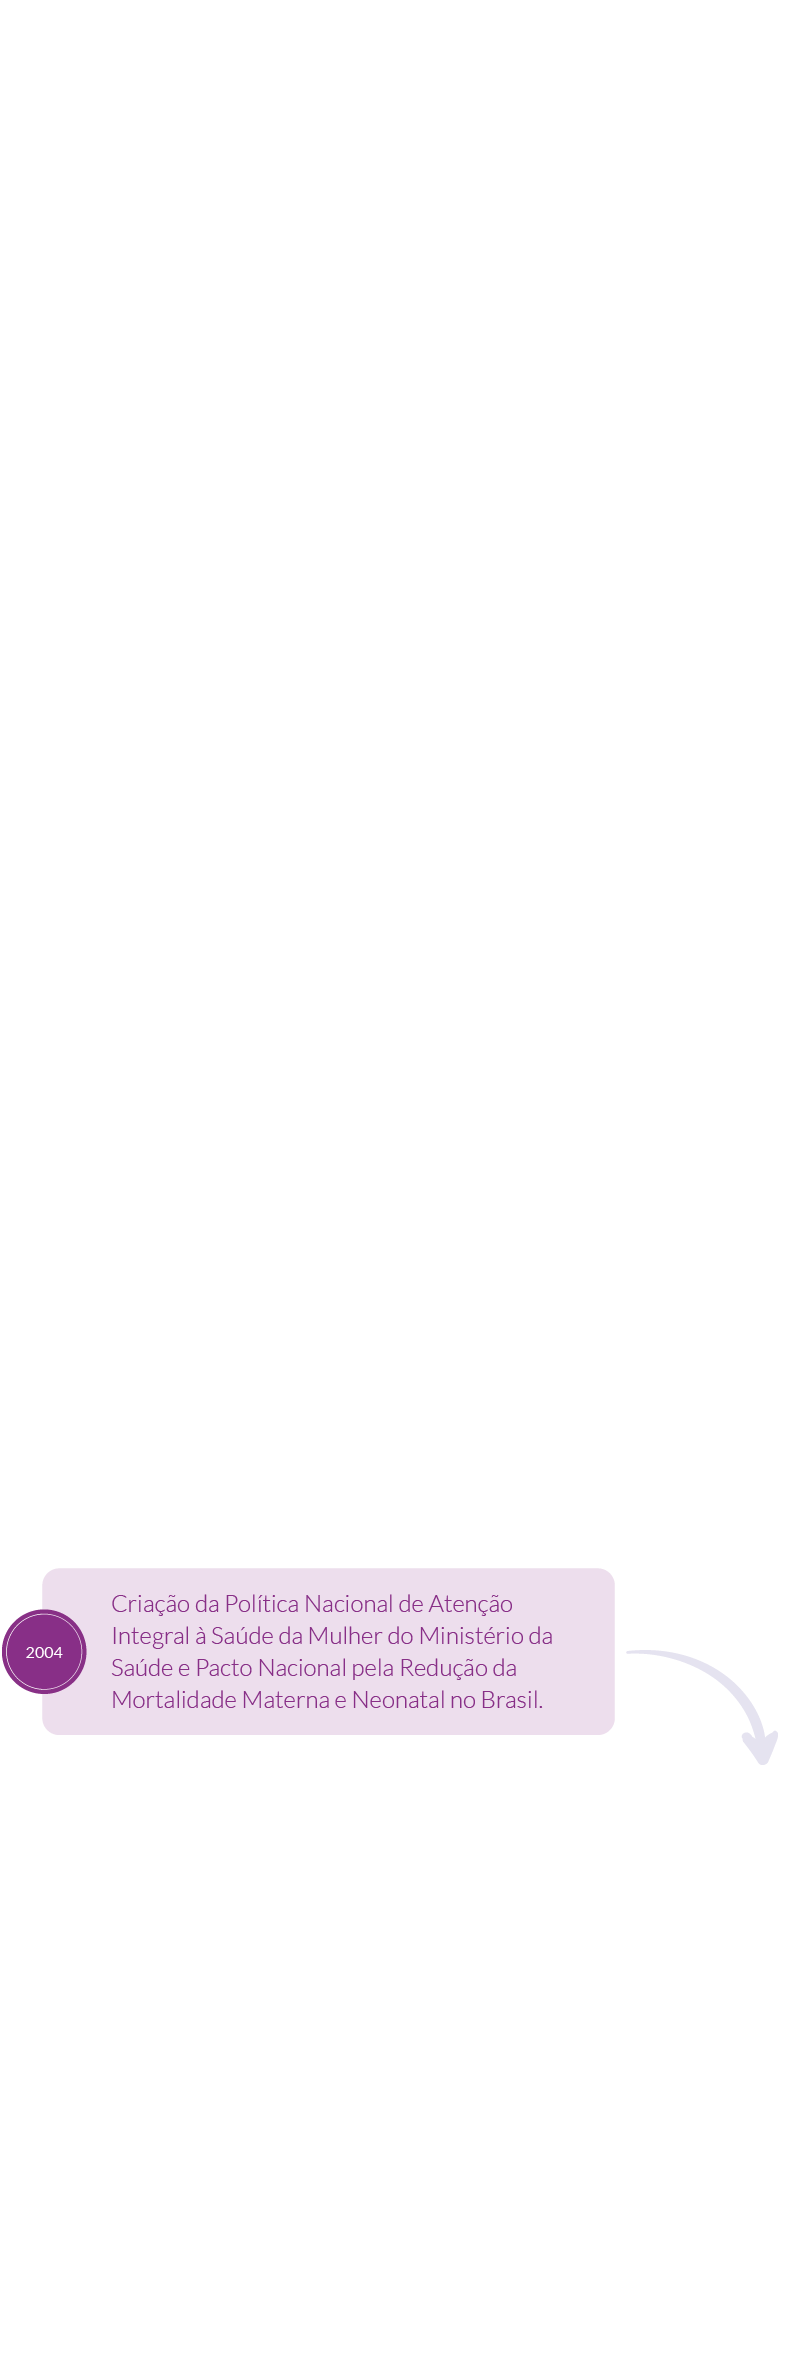 2004
Criação da Política Nacional de Atenção
Integral à Saúde da Mulher do Ministério da
Saúde e Pacto Nacional pela Redução da
Mortalidade Materna e Neonatal no Brasil.